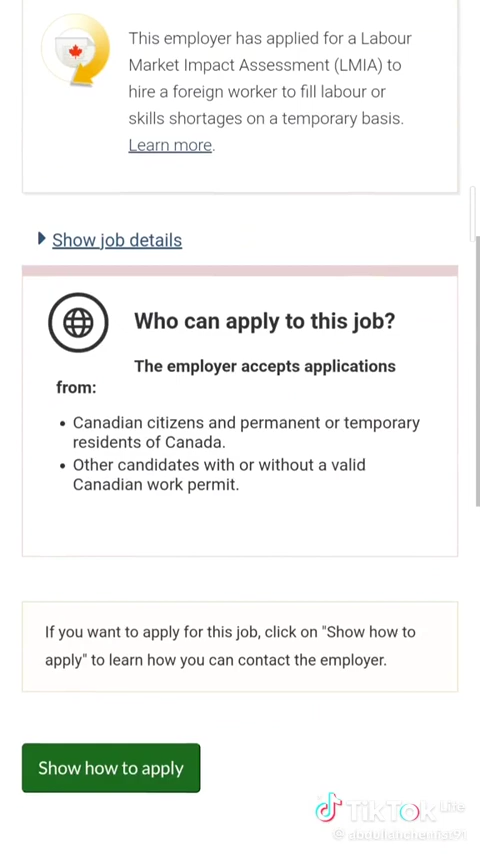 This employer has applied for a Labour
Market Impact Assessment (LMIA) to
hire a foreign worker to fill labour or
skills shortages on a temporary basis.
Learn more.
Show job details
Who can apply to this job?
The employer accepts applications
from:
• Canadian citizens and permanent or temporary
residents of Canada.
• Other candidates with or without a valid
Canadian work permit.
If you want to apply for this job, click on "Show how to
apply" to learn how you can contact the employer.
Show how to apply
TikTok Lite